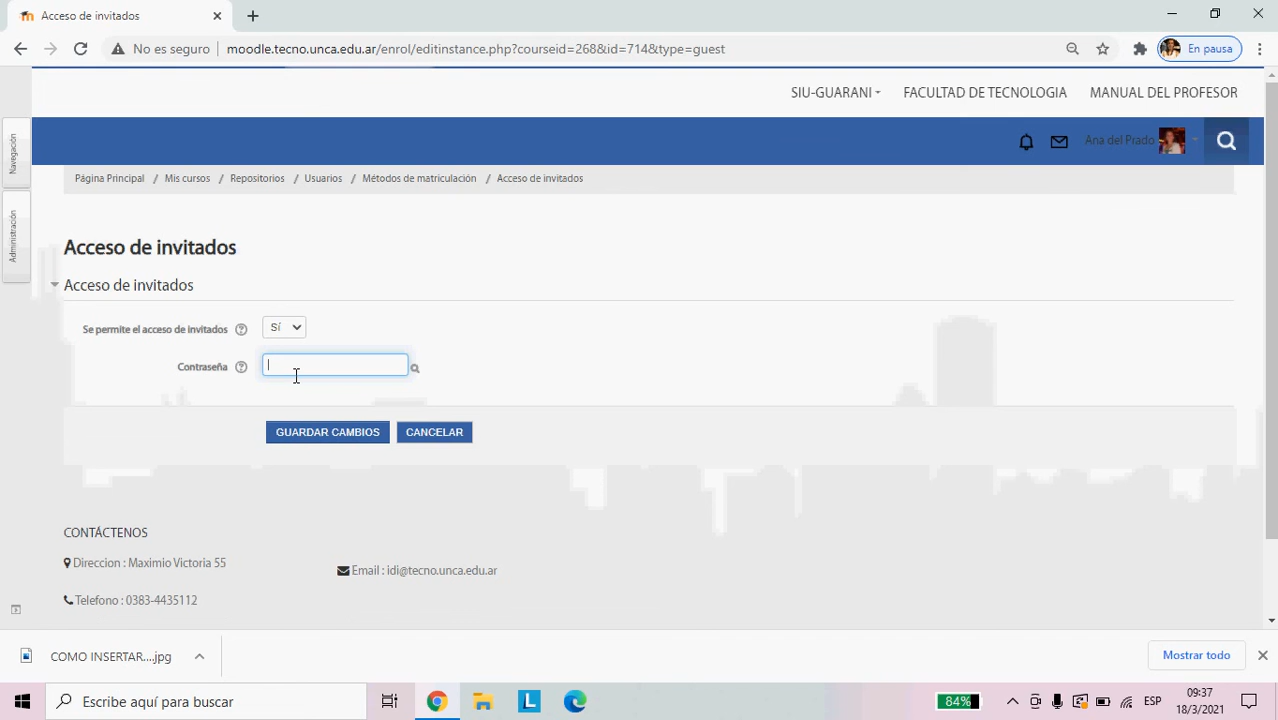 Acceso de invitados
No es seguro
moodle.tecno.unca.edu.ar/enrol/editinstance.php?courseid=268&id=714&type=guest
En pausa
SIU-GUARANI
FACULTAD DE TECNOLOGIA
MANUAL DEL PROFESOR
Navegación
Ana del Prado
Página Principal / Mis cursos / Repositorios / Usuarios / Métodos de matriculación / Acceso de invitados
Administración
Acceso de invitados
Acceso de invitados
Se permite el acceso de invitados
Sí
Contraseña
GUARDAR CAMBIOS
CANCELAR
CONTÁCTENOS
Direccion : Maximio Victoria 55
Email : idi@tecno.unca.edu.ar
Telefono : 0383-4435112
COMO INSERTAR....jpg
Mostrar todo
Escribe aquí para buscar
L
84%
ESP
09:37
18/3/2021